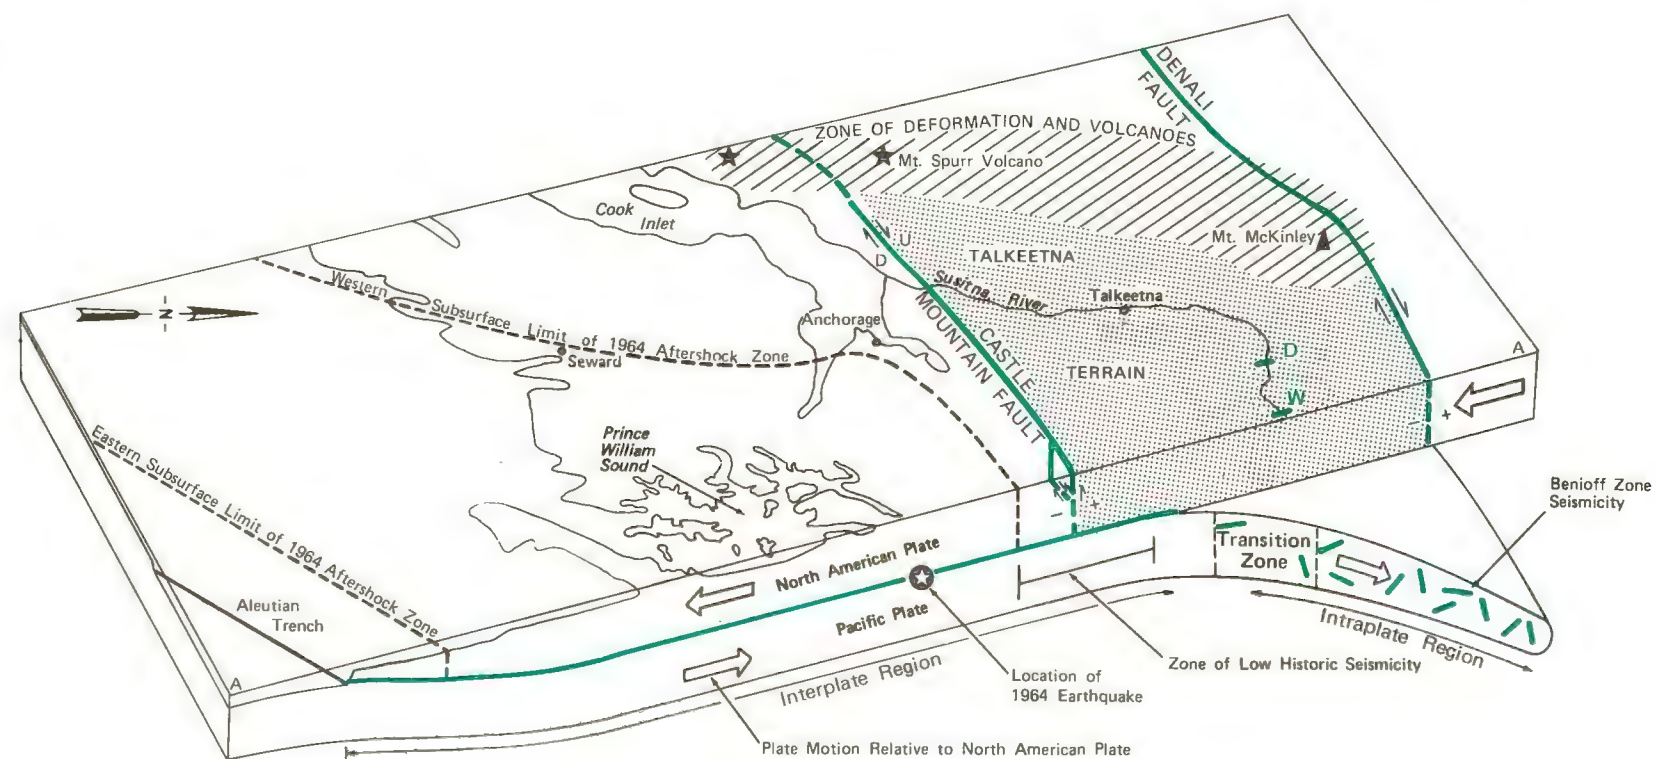 DENALI
FAULT
ZONE OF DEFORMATION AND VOLCANOES
Mt. Spurr Volcano
Cook
Inlet
U
D
Mt. McKinley
TALKEETNA
Susitna River
Talkeetna
Western Subsurface Limit of 1964 Aftershock Zone
N
Anchorage
Seward
CASTLE
MOUNTAIN FAULT
TERRAIN
D
W
A
+
-
Prince
William
Sound
Eastern Subsurface Limit of 1964 Aftershock Zone
- +
Benioff Zone
Seismicity
Transition
Zone
North American Plate
Pacific Plate
Aleutian
Trench
Intraplate Region
A
Interplate Region
Zone of Low Historic Seismicity
Location of
1964 Earthquake
Plate Motion Relative to North American Plate